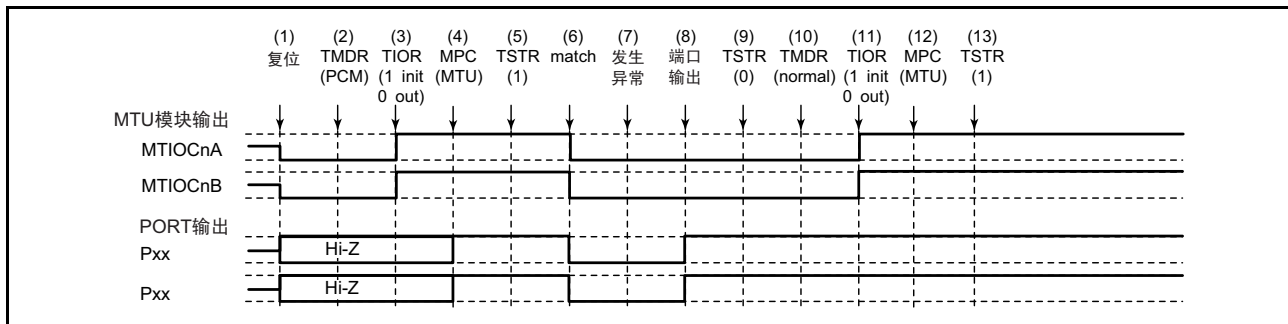 (1) (2) (3) (4) (5) (6) (7) (8) (9) (10) (11) (12) (13)
复位 TMDR TIOR MPC TSTR match 发生 端口 TSTR TMDR TIOR MPC TSTR
(PCM) (1 init (MTU) (1) 异常 输出 (0) (normal) (1 init (MTU) (1)
0 out) 0 out)
MTU模块输出
MTIOCnA
MTIOCnB
PORT输出
Pxx Hi-Z
Pxx Hi-Z